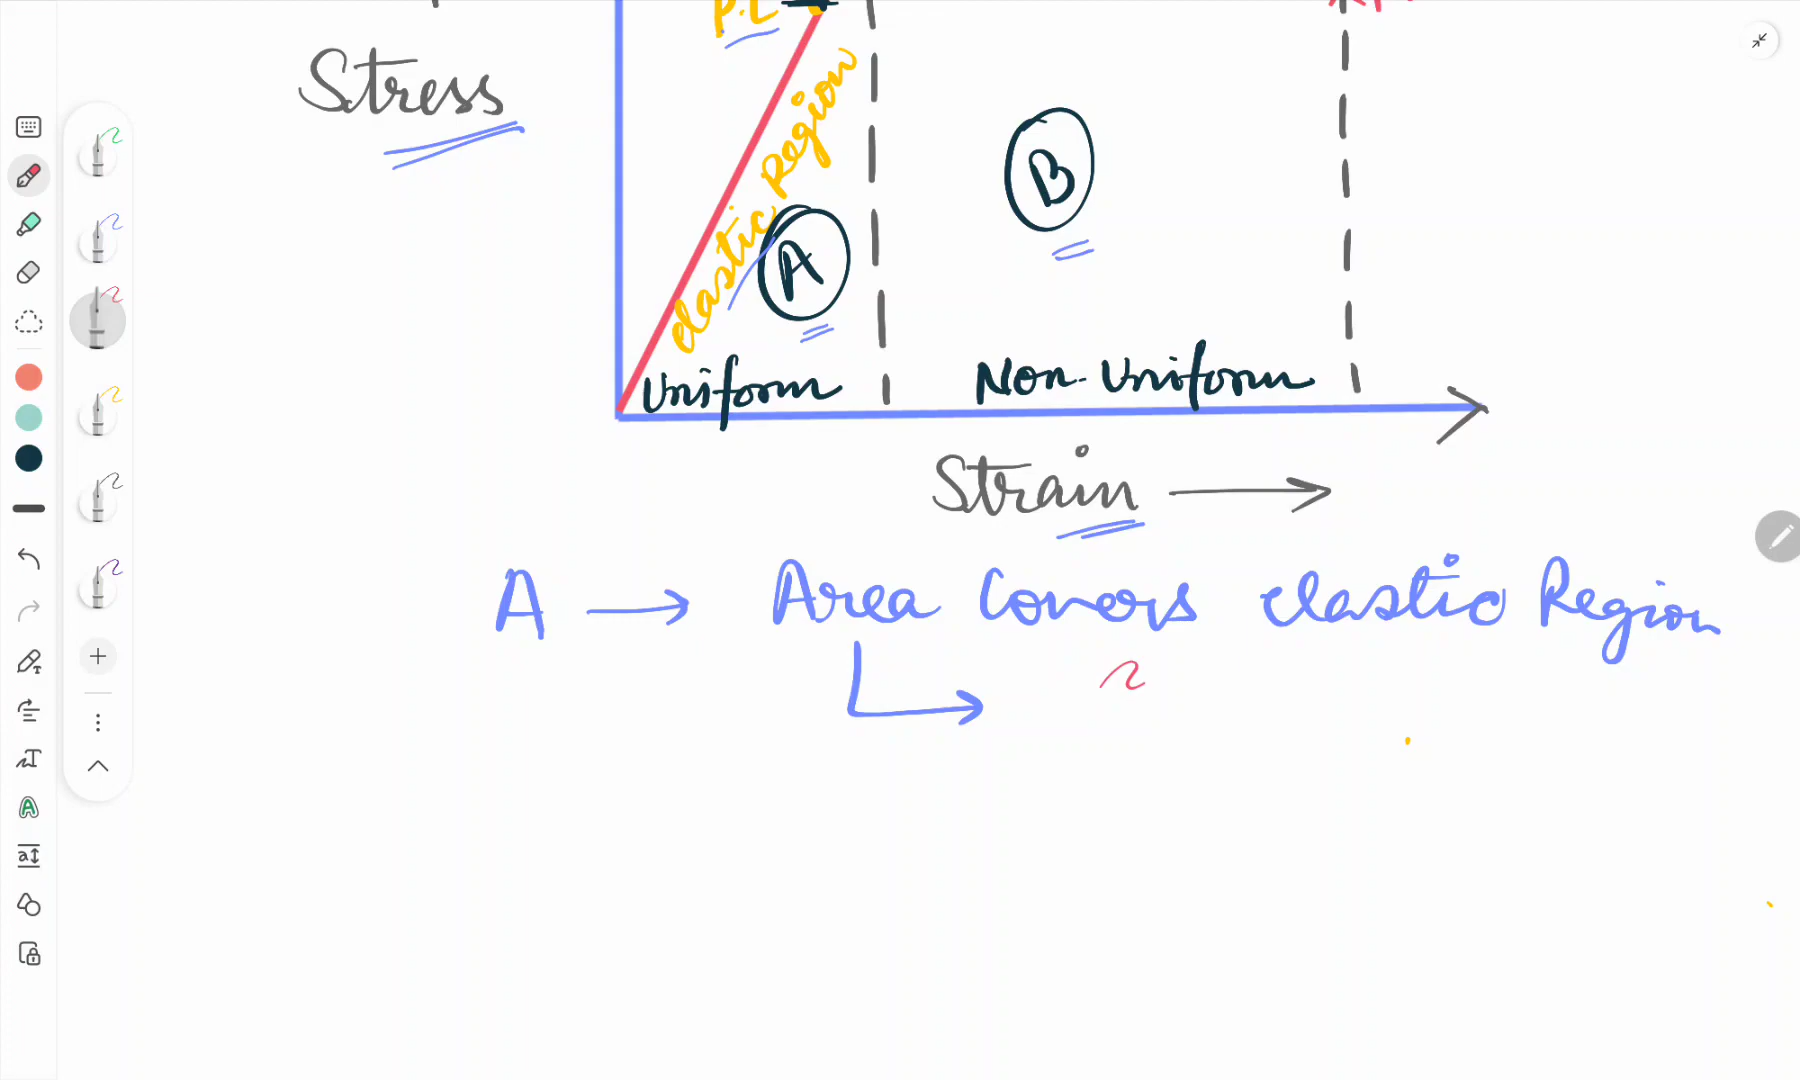 P.L
Stress
elastic Region
B
A
Uniform
Non-Uniform
Strain
A → Area Covers elastic Region